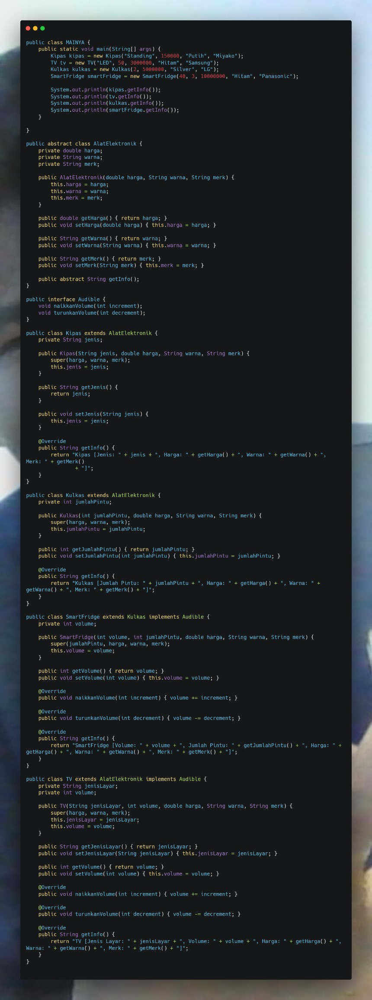 public class MAINYA {
    public static void main(String[] args) {
        Kipas kipas = new Kipas("Standing", 150000, "Putih", "Miyako");
        TV tv = new TV("LED", 50, 3000000, "Hitam", "Samsung");
        Kulkas kulkas = new Kulkas(2, 5000000, "Silver", "LG");
        SmartFridge smartFridge = new SmartFridge(40, 3, 10000000, "Hitam", "Panasonic");

        System.out.println(kipas.getInfo());
        System.out.println(tv.getInfo());
        System.out.println(kulkas.getInfo());
        System.out.println(smartFridge.getInfo());
    }

}

public abstract class AlatElektronik {
    private double harga;
    private String warna;
    private String merk;

    public AlatElektronik(double harga, String warna, String merk) {
        this.harga = harga;
        this.warna = warna;
        this.merk = merk;
    }

    public double getHarga() { return harga; }
    public void setHarga(double harga) { this.harga = harga; }

    public String getWarna() { return warna; }
    public void setWarna(String warna) { this.warna = warna; }

    public String getMerk() { return merk; }
    public void setMerk(String merk) { this.merk = merk; }

    public abstract String getInfo();
}

public interface Audible {
    void naikkanVolume(int increment);
    void turunkanVolume(int decrement);
}

public class Kipas extends AlatElektronik {
    private String jenis;

    public Kipas(String jenis, double harga, String warna, String merk) {
        super(harga, warna, merk);
        this.jenis = jenis;
    }

    public String getJenis() {
        return jenis;
    }

    public void setJenis(String jenis) {
        this.jenis = jenis;
    }

    @Override
    public String getInfo() {
        return "Kipas [Jenis: " + jenis + ", Harga: " + getHarga() + ", Warna: " + getWarna() + ",
Merk: " + getMerk()
                + "]";
    }
}

public class Kulkas extends AlatElektronik {
    private int jumlahPintu;

    public Kulkas(int jumlahPintu, double harga, String warna, String merk) {
        super(harga, warna, merk);
        this.jumlahPintu = jumlahPintu;
    }

    public int getJumlahPintu() { return jumlahPintu; }
    public void setJumlahPintu(int jumlahPintu) { this.jumlahPintu = jumlahPintu; }

    @Override
    public String getInfo() {
        return "Kulkas [Jumlah Pintu: " + jumlahPintu + ", Harga: " + getHarga() + ", Warna: " +
getWarna() + ", Merk: " + getMerk() + "]";
    }
}

public class SmartFridge extends Kulkas implements Audible {
    private int volume;

    public SmartFridge(int volume, int jumlahPintu, double harga, String warna, String merk) {
        super(jumlahPintu, harga, warna, merk);
        this.volume = volume;
    }

    public int getVolume() { return volume; }
    public void setVolume(int volume) { this.volume = volume; }

    @Override
    public void naikkanVolume(int increment) { volume += increment; }

    @Override
    public void turunkanVolume(int decrement) { volume -= decrement; }

    @Override
    public String getInfo() {
        return "SmartFridge [Volume: " + volume + ", Jumlah Pintu: " + getJumlahPintu() + ", Harga: " +
getHarga() + ", Warna: " + getWarna() + ", Merk: " + getMerk() + "]";
    }
}

public class TV extends AlatElektronik implements Audible {
    private String jenisLayar;
    private int volume;

    public TV(String jenisLayar, int volume, double harga, String warna, String merk) {
        super(harga, warna, merk);
        this.jenisLayar = jenisLayar;
        this.volume = volume;
    }

    public String getJenisLayar() { return jenisLayar; }
    public void setJenisLayar(String jenisLayar) { this.jenisLayar = jenisLayar; }

    public int getVolume() { return volume; }
    public void setVolume(int volume) { this.volume = volume; }

    @Override
    public void naikkanVolume(int increment) { volume += increment; }

    @Override
    public void turunkanVolume(int decrement) { volume -= decrement; }

    @Override
    public String getInfo() {
        return "TV [Jenis Layar: " + jenisLayar + ", Volume: " + volume + ", Harga: " + getHarga() + ",
Warna: " + getWarna() + ", Merk: " + getMerk() + "]";
    }
}